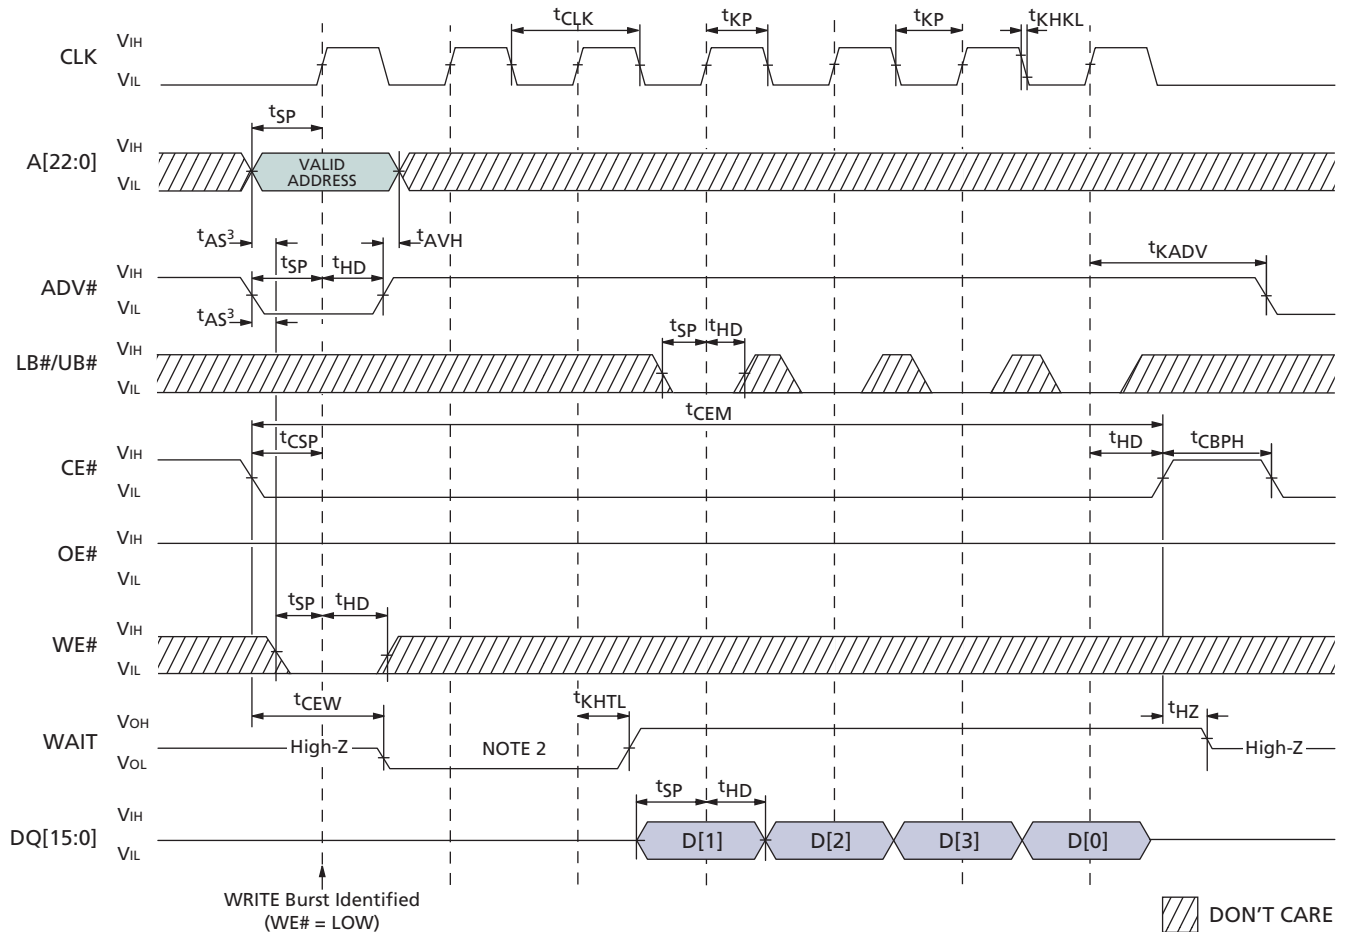 tCLK tKP tKP tKHKL
CLK VIH
VIL
tSP
A[22:0] VIH
VIL
VALID
ADDRESS
tAS3 tAVH
tSP tHD tKADV
ADV# VIH
VIL
tAS3
tSP tHD
LB#/UB# VIH
VIL
tCEM
tCSP tHD tCBPH
CE# VIH
VIL
OE# VIH
VIL
tSP tHD
WE# VIH
VIL
tCEW tKHTL tHZ
WAIT VOH
VOL
High-Z NOTE 2 High-Z
tSP tHD
DQ[15:0] VIH
VIL
D[1] D[2] D[3] D[0]
WRITE Burst Identified
(WE# = LOW)
DON'T CARE